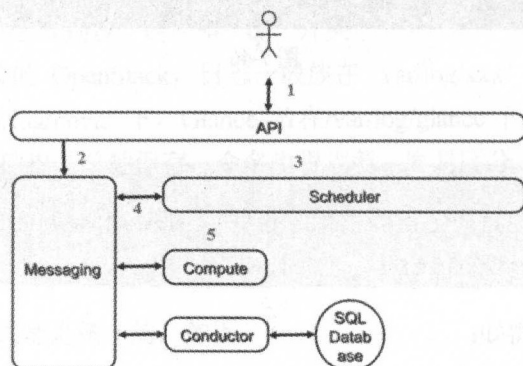 1
API
2
3
4
Scheduler
5
Messaging
Compute
Conductor
SQL
Datab
ase